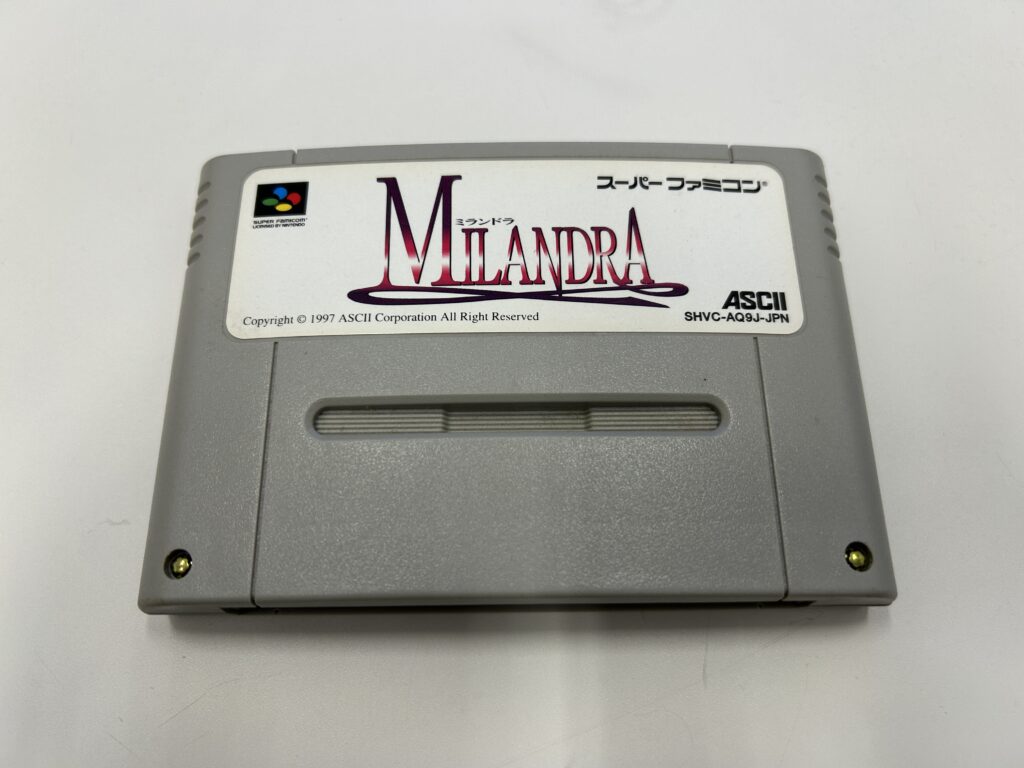 SUPER FAMICOM
LICENSED BY NINTENDO
スーパーファミコン®
ミランドラ
MILANDRA
ASCII
SHVC-AQ9J-JPN
Copyright © 1997 ASCII Corporation All Right Reserved